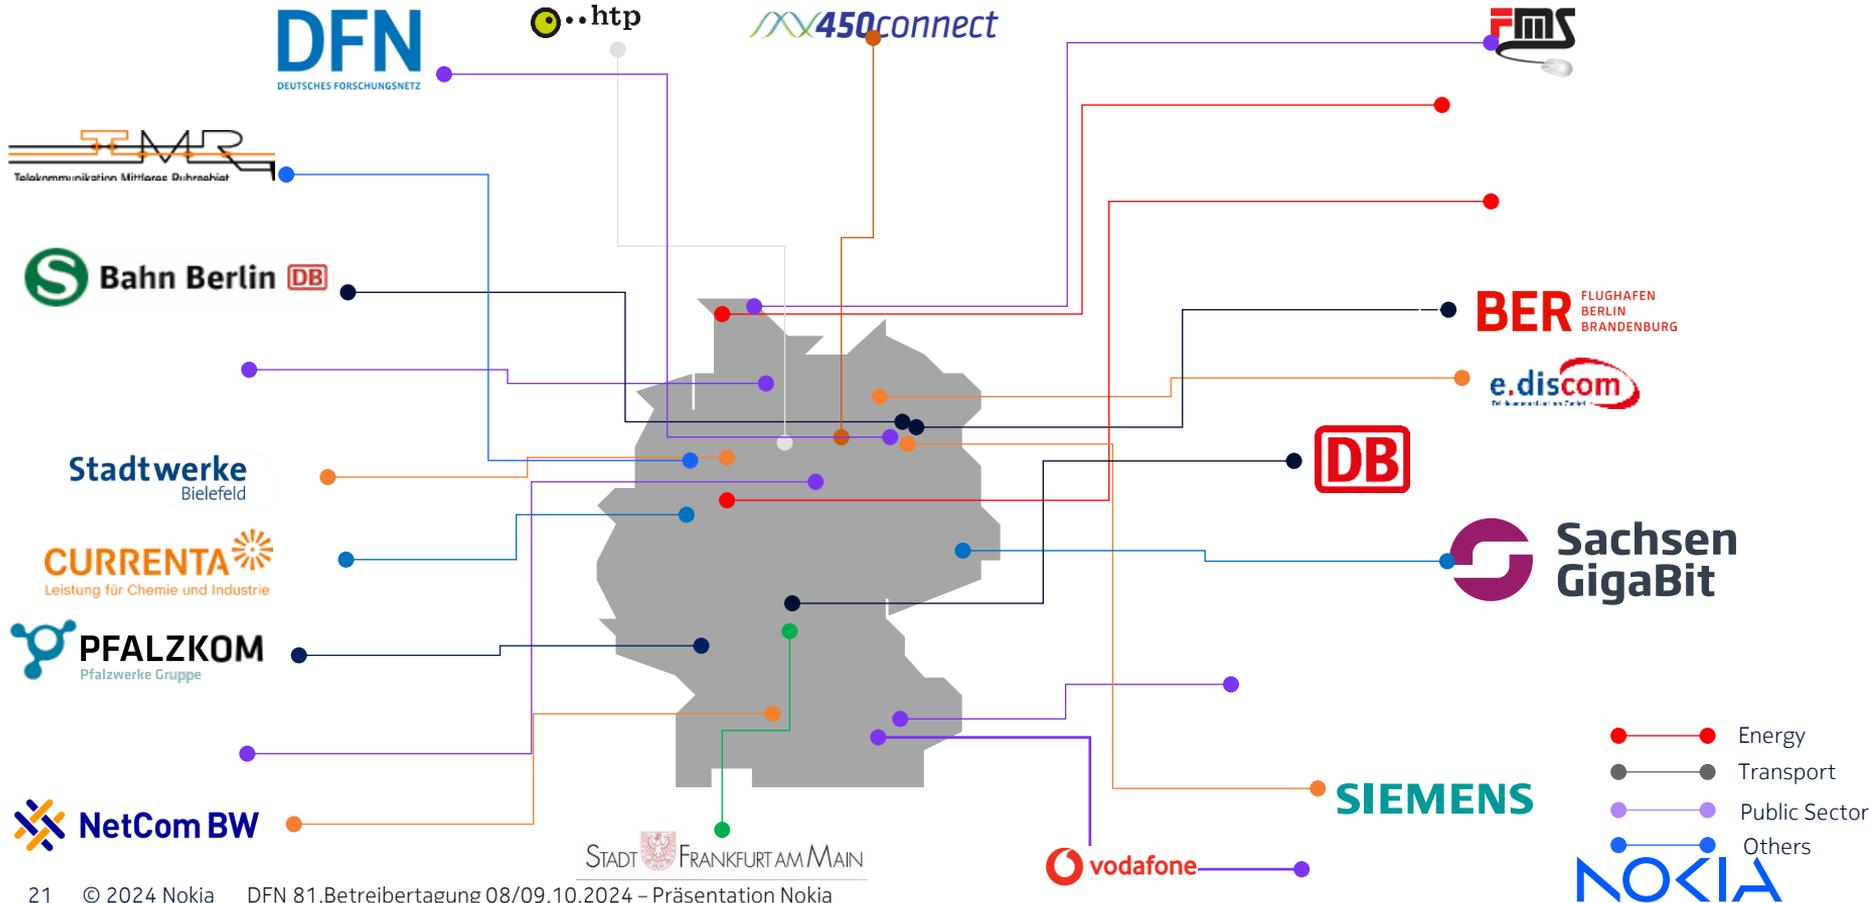 DFN
DEUTSCHES FORSCHUNGSNETZ
htp
450connect
FMS
TMR
Telekommunikation Mittleres Ruhrgebiet
S Bahn Berlin DB
BER FLUGHAFEN
BERLIN
BRANDENBURG
e.discom
Telekommunikation GmbH
DB
Stadtwerke
Bielefeld
CURRENTA
Leistung für Chemie und Industrie
Sachsen
GigaBit
PFALZKOM
Pfalzwerke Gruppe
NetCom BW
STADT FRANKFURT AM MAIN
vodafone
SIEMENS
Energy
Transport
Public Sector
Others
NOKIA
21 © 2024 Nokia DFN 81.Betreibertagung 08/09.10.2024 – Präsentation Nokia